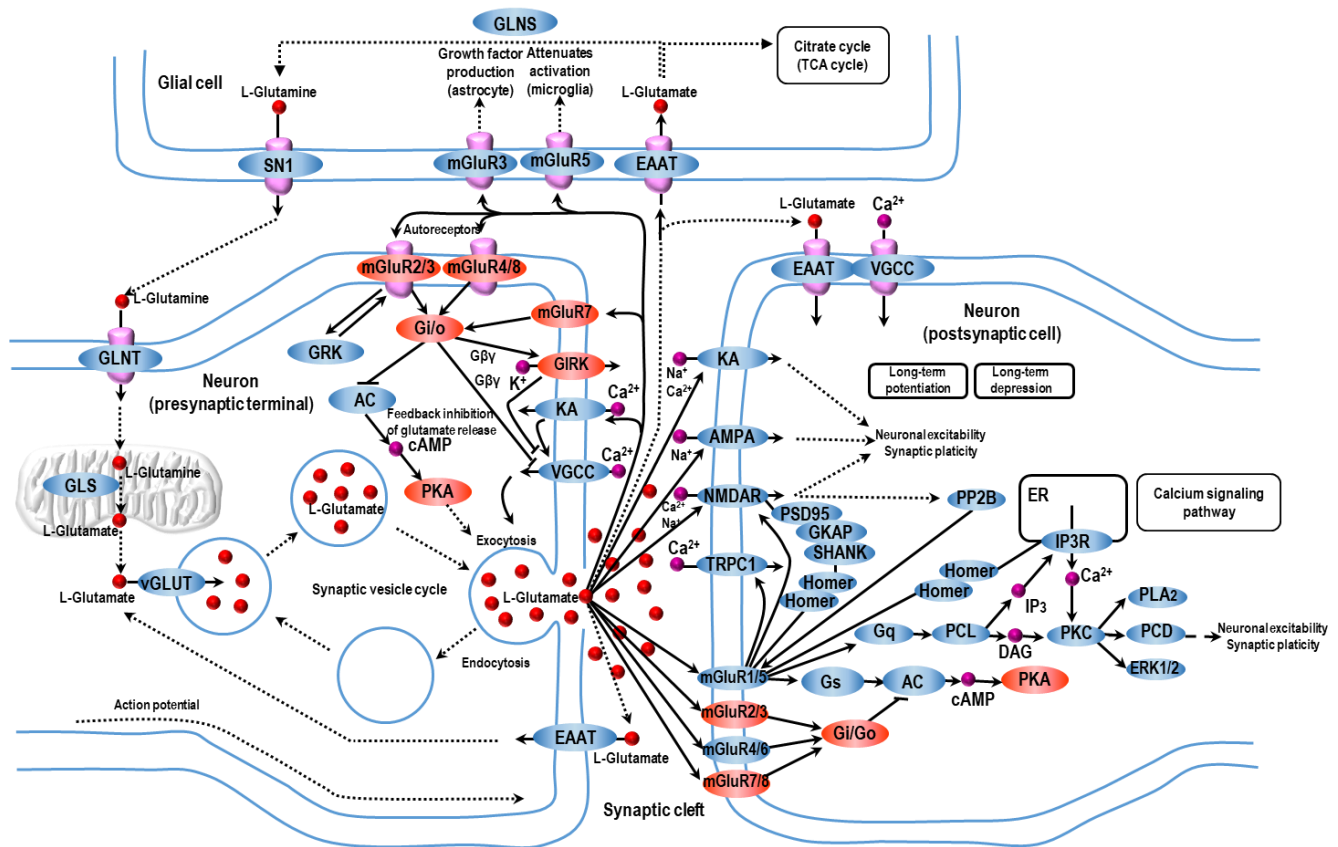 GLNS
Citrate cycle
(TCA cycle)
Glial cell
Growth factor
production
(astrocyte)
Attenuates
activation
(microglia)
L-Glutamine
L-Glutamate
SN1
mGluR3
mGluR5
EAAT
Autoreceptors
L-Glutamate
Ca²⁺
mGluR2/3
mGluR4/8
EAAT
VGCC
L-Glutamine
mGluR7
Gi/o
GRK
GLNT
Neuron
(presynaptic terminal)
Neuron
(postsynaptic cell)
Gβγ
Gβγ
GIRK
K⁺
KA
Na⁺
Ca²⁺
Long-term
potentiation
Long-term
depression
AC
KA
Ca²⁺
Feedback inhibition
of glutamate release
cAMP
AMPA
Na⁺
Neuronal excitability
Synaptic platicity
L-Glutamine
GLS
VGCC
Ca²⁺
PKA
L-Glutamate
L-Glutamate
NMDAR
Ca²⁺
Na⁺
PSD95
GKAP
SHANK
Homer
Homer
PP2B
ER
Calcium signaling
pathway
IP3R
Exocytosis
Ca²⁺
TRPC1
Homer
Homer
Ca²⁺
vGLUT
L-Glutamate
Synaptic vesicle cycle
L-Glutamate
IP₃
PLA₂
Gq
PCL
DAG
PKC
PCD
Neuronal excitability
Synaptic platicity
ERK1/2
Endocytosis
mGluR1/5
Gs
AC
cAMP
PKA
mGluR2/3
Gi/Go
mGluR4/6
mGluR7/8
Action potential
EAAT
L-Glutamate
Synaptic cleft